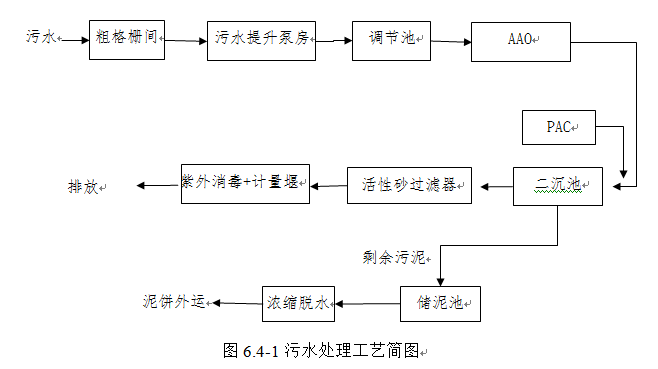 污水 粗格栅间 污水提升泵房 调节池 AAO
PAC
排放 紫外消毒+计量堰 活性砂过滤器 二沉池
剩余污泥
泥饼外运 浓缩脱水 储泥池
图 6.4-1 污水处理工艺简图